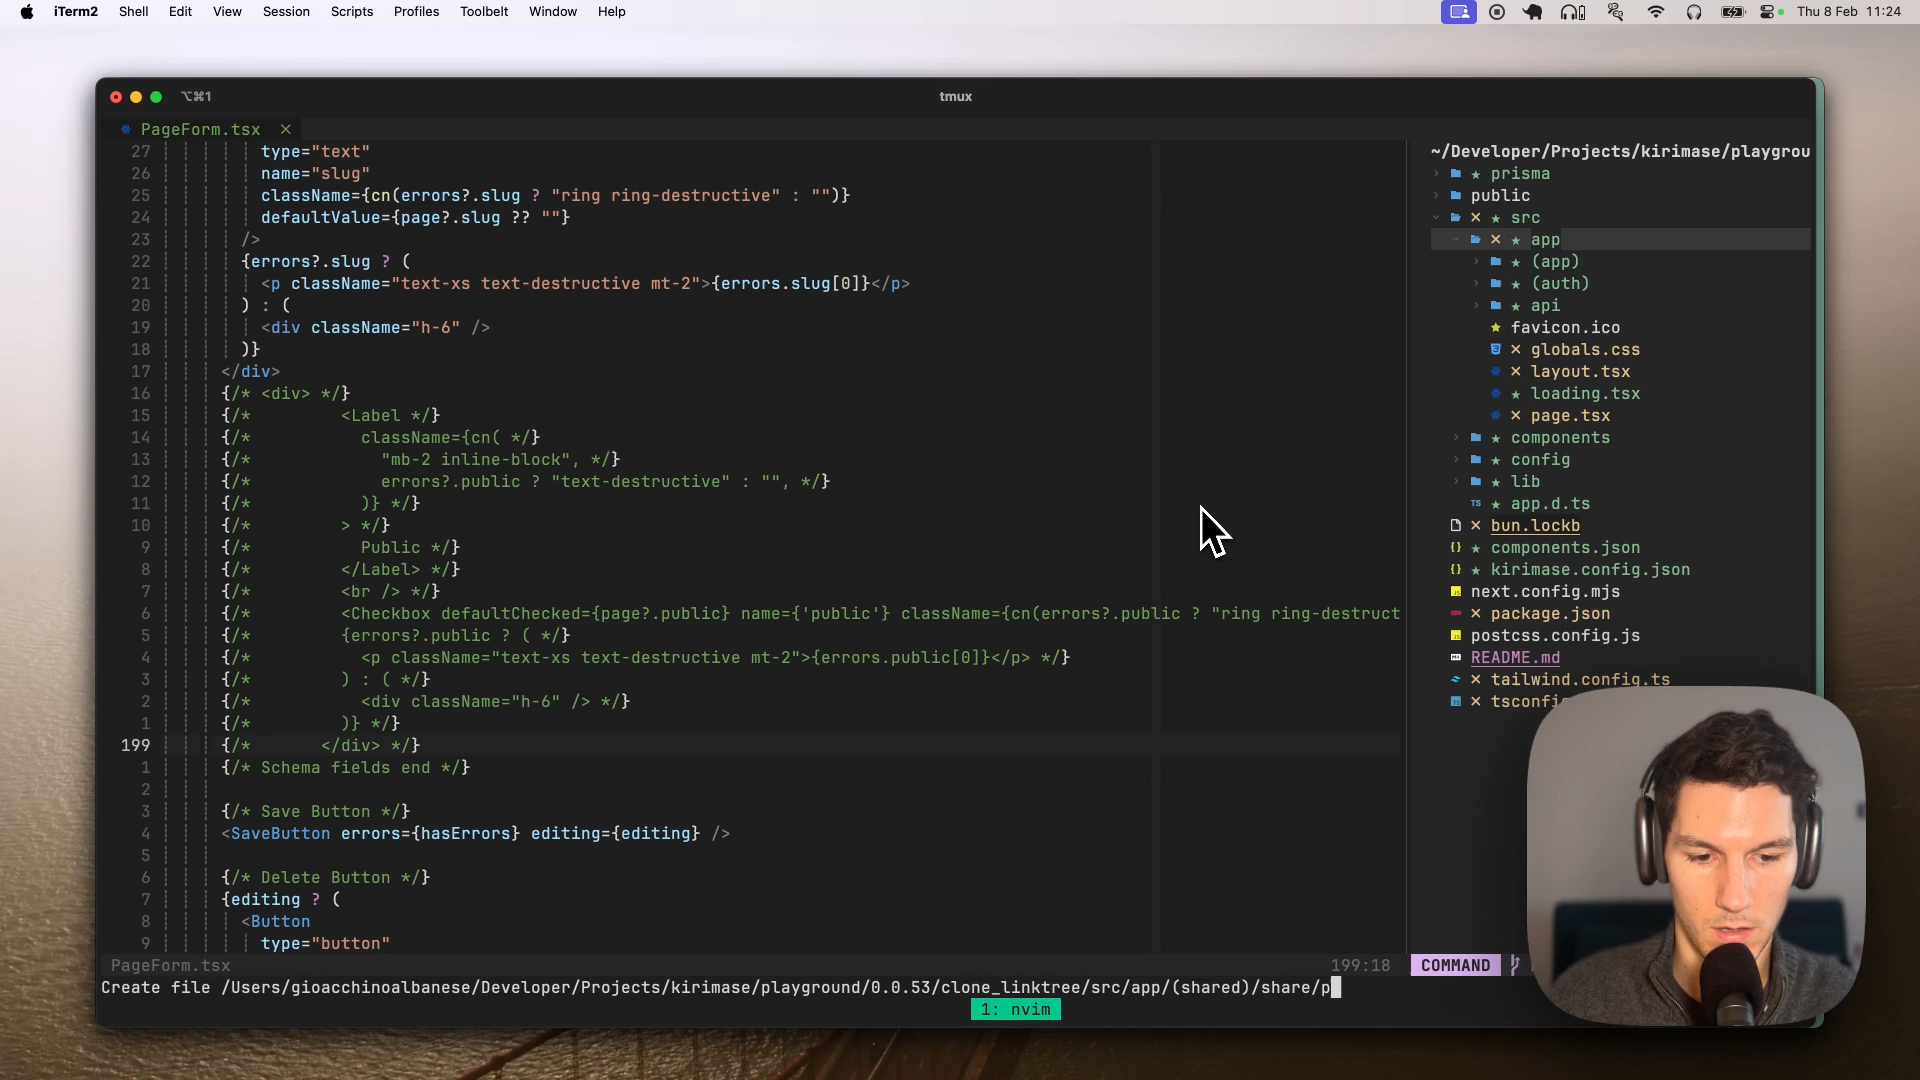 iTerm2 Shell Edit View Session Scripts Profiles Toolbelt Window Help Thu 8 Feb 11:24
⌥⌘1 tmux
PageForm.tsx ×
27 type="text"
26 name="slug"
25 className={cn(errors?.slug ? "ring ring-destructive" : "")}
24 defaultValue={page?.slug ?? ""}
23 />
22 {errors?.slug ? (
21 <p className="text-xs text-destructive mt-2">{errors.slug[0]}</p>
20 ) : (
19 <div className="h-6" />
18 )}
17 </div>
16 {/* <div> */}
15 {/* <Label */}
14 {/* className={cn( */}
13 {/* "mb-2 inline-block", */}
12 {/* errors?.public ? "text-destructive" : "", */}
11 {/* )} */}
10 {/* > */}
9 {/* Public */}
8 {/* </Label> */}
7 {/* <br /> */}
6 {/* <Checkbox defaultChecked={page?.public} name={'public'} className={cn(errors?.public ? "ring ring-destruct
5 {/* {errors?.public ? ( */}
4 {/* <p className="text-xs text-destructive mt-2">{errors.public[0]}</p> */}
3 {/* ) : ( */}
2 {/* <div className="h-6" /> */}
1 {/* )} */}
199 {/* </div> */}
1 {/* Schema fields end */}
2
3 {/* Save Button */}
4 <SaveButton errors={hasErrors} editing={editing} />
5
6 {/* Delete Button */}
7 {editing ? (
8 <Button
9 type="button"
~/Developer/Projects/kirimase/playgrou
prisma
public
src
app
(app)
(auth)
api
favicon.ico
globals.css
layout.tsx
loading.tsx
page.tsx
components
config
lib
TS app.d.ts
bun.lockb
{} components.json
{} kirimase.config.json
next.config.mjs
package.json
postcss.config.js
README.md
tailwind.config.ts
tsconfi
PageForm.tsx 199:18 COMMAND
Create file /Users/gioacchinoalbanese/Developer/Projects/kirimase/playground/0.0.53/clone_linktree/src/app/(shared)/share/p
1: nvim